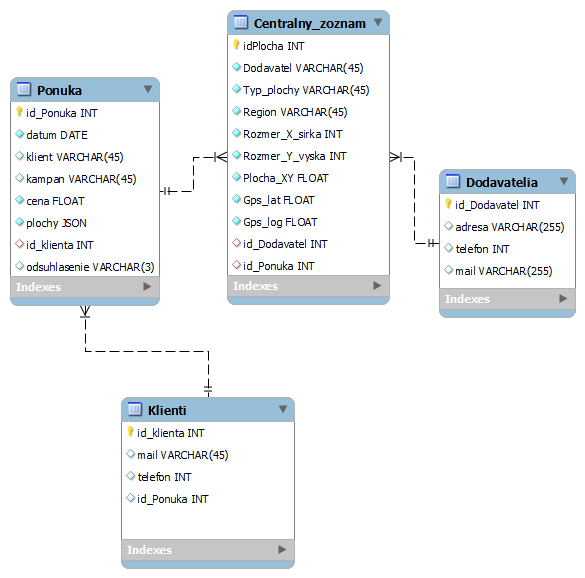 Centralny_zoznam
idPlocha INT
Dodavatel VARCHAR(45)
Typ_plochy VARCHAR(45)
Region VARCHAR(45)
Rozmer_X_sirka INT
Rozmer_Y_vyska INT
Plocha_XY FLOAT
Gps_lat FLOAT
Gps_log FLOAT
id_Dodavatel INT
id_Ponuka INT
Indexes
Ponuka
id_Ponuka INT
datum DATE
klient VARCHAR(45)
kampan VARCHAR(45)
cena FLOAT
plochy JSON
id_klienta INT
odsuhlasenie VARCHAR(3)
Indexes
Dodavatelia
id_Dodavatel INT
adresa VARCHAR(255)
telefon INT
mail VARCHAR(255)
Indexes
Klienti
id_klienta INT
mail VARCHAR(45)
telefon INT
id_Ponuka INT
Indexes